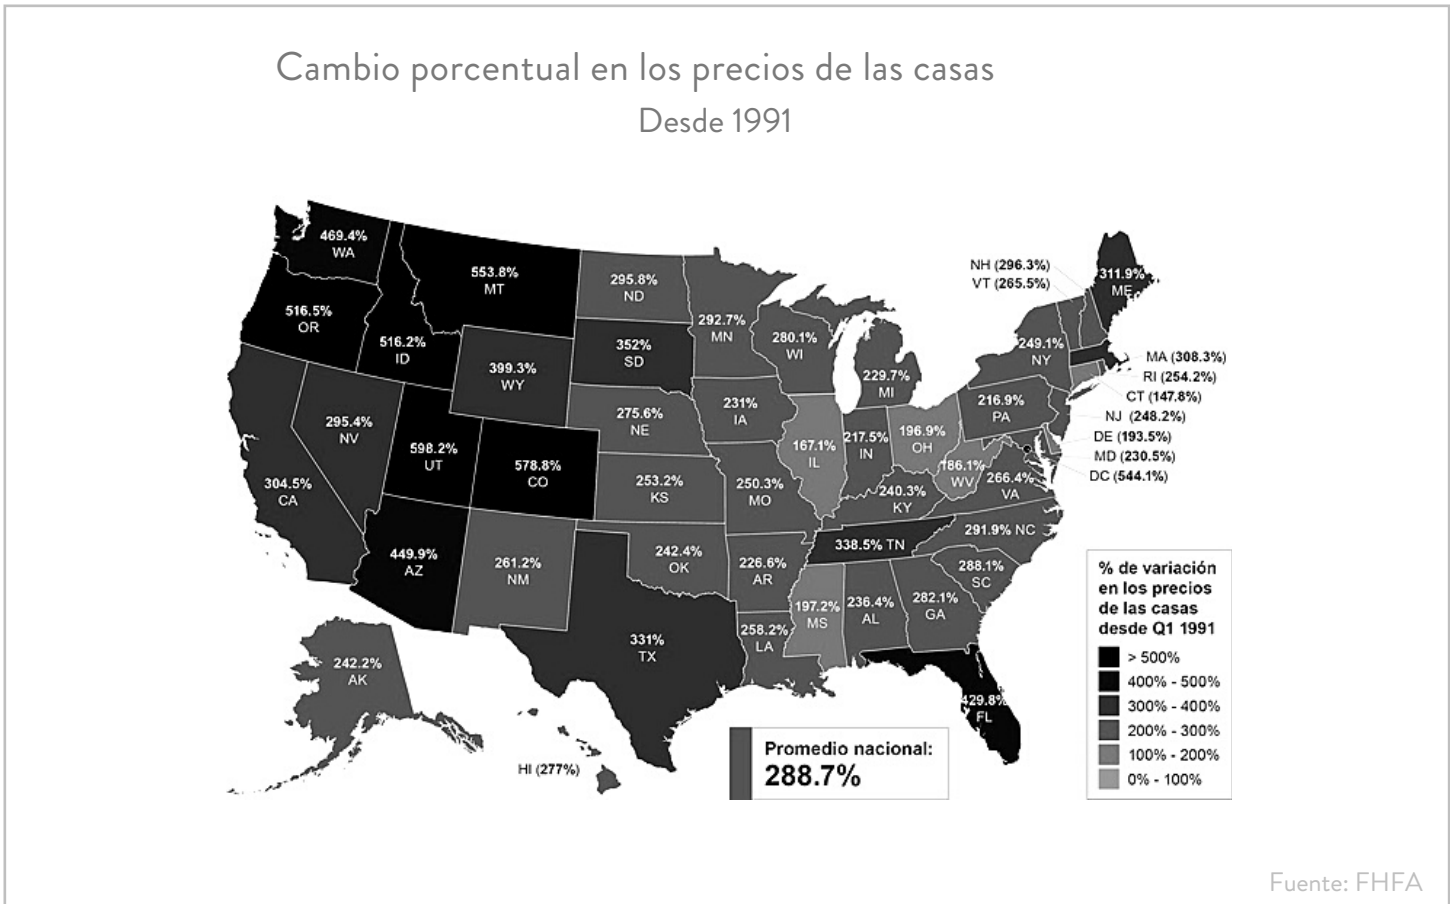 Cambio porcentual en los precios de las casas
Desde 1991
469.4%
WA
553.8%
MT
295.8%
ND
292.7%
MN
280.1%
WI
229.7%
MI
NH (296.3%)
VT (265.5%)
311.9%
ME
516.5%
OR
516.2%
ID
399.3%
WY
352%
SD
249.1%
NY
MA (308.3%)
RI (254.2%)
CT (147.8%)
NJ (248.2%)
DE (193.5%)
MD (230.5%)
DC (544.1%)
295.4%
NV
598.2%
UT
578.8%
CO
275.6%
NE
231%
IA
167.1%
IL
217.5%
IN
196.9%
OH
216.9%
PA
186.1%
WV
266.4%
VA
304.5%
CA
253.2%
KS
250.3%
MO
240.3%
KY
291.9% NC
449.9%
AZ
261.2%
NM
242.4%
OK
226.6%
AR
338.5% TN
288.1%
SC
331%
TX
258.2%
LA
197.2%
MS
236.4%
AL
282.1%
GA
429.8%
FL
242.2%
AK
HI (277%)
Promedio nacional:
288.7%
% de variación
en los precios
de las casas
desde Q1 1991
> 500%
400% - 500%
300% - 400%
200% - 300%
100% - 200%
0% - 100%
Fuente: FHFA